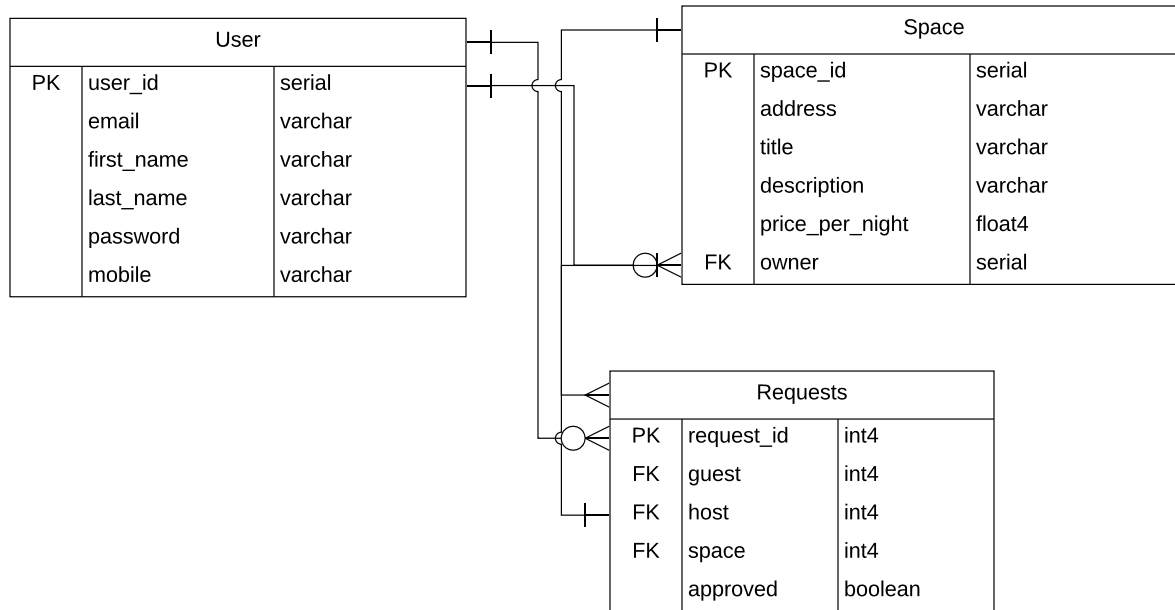 User
PK user_id serial
email varchar
first_name varchar
last_name varchar
password varchar
mobile varchar
Space
PK space_id serial
address varchar
title varchar
description varchar
price_per_night float4
FK owner serial
Requests
PK request_id int4
FK guest int4
FK host int4
FK space int4
approved boolean